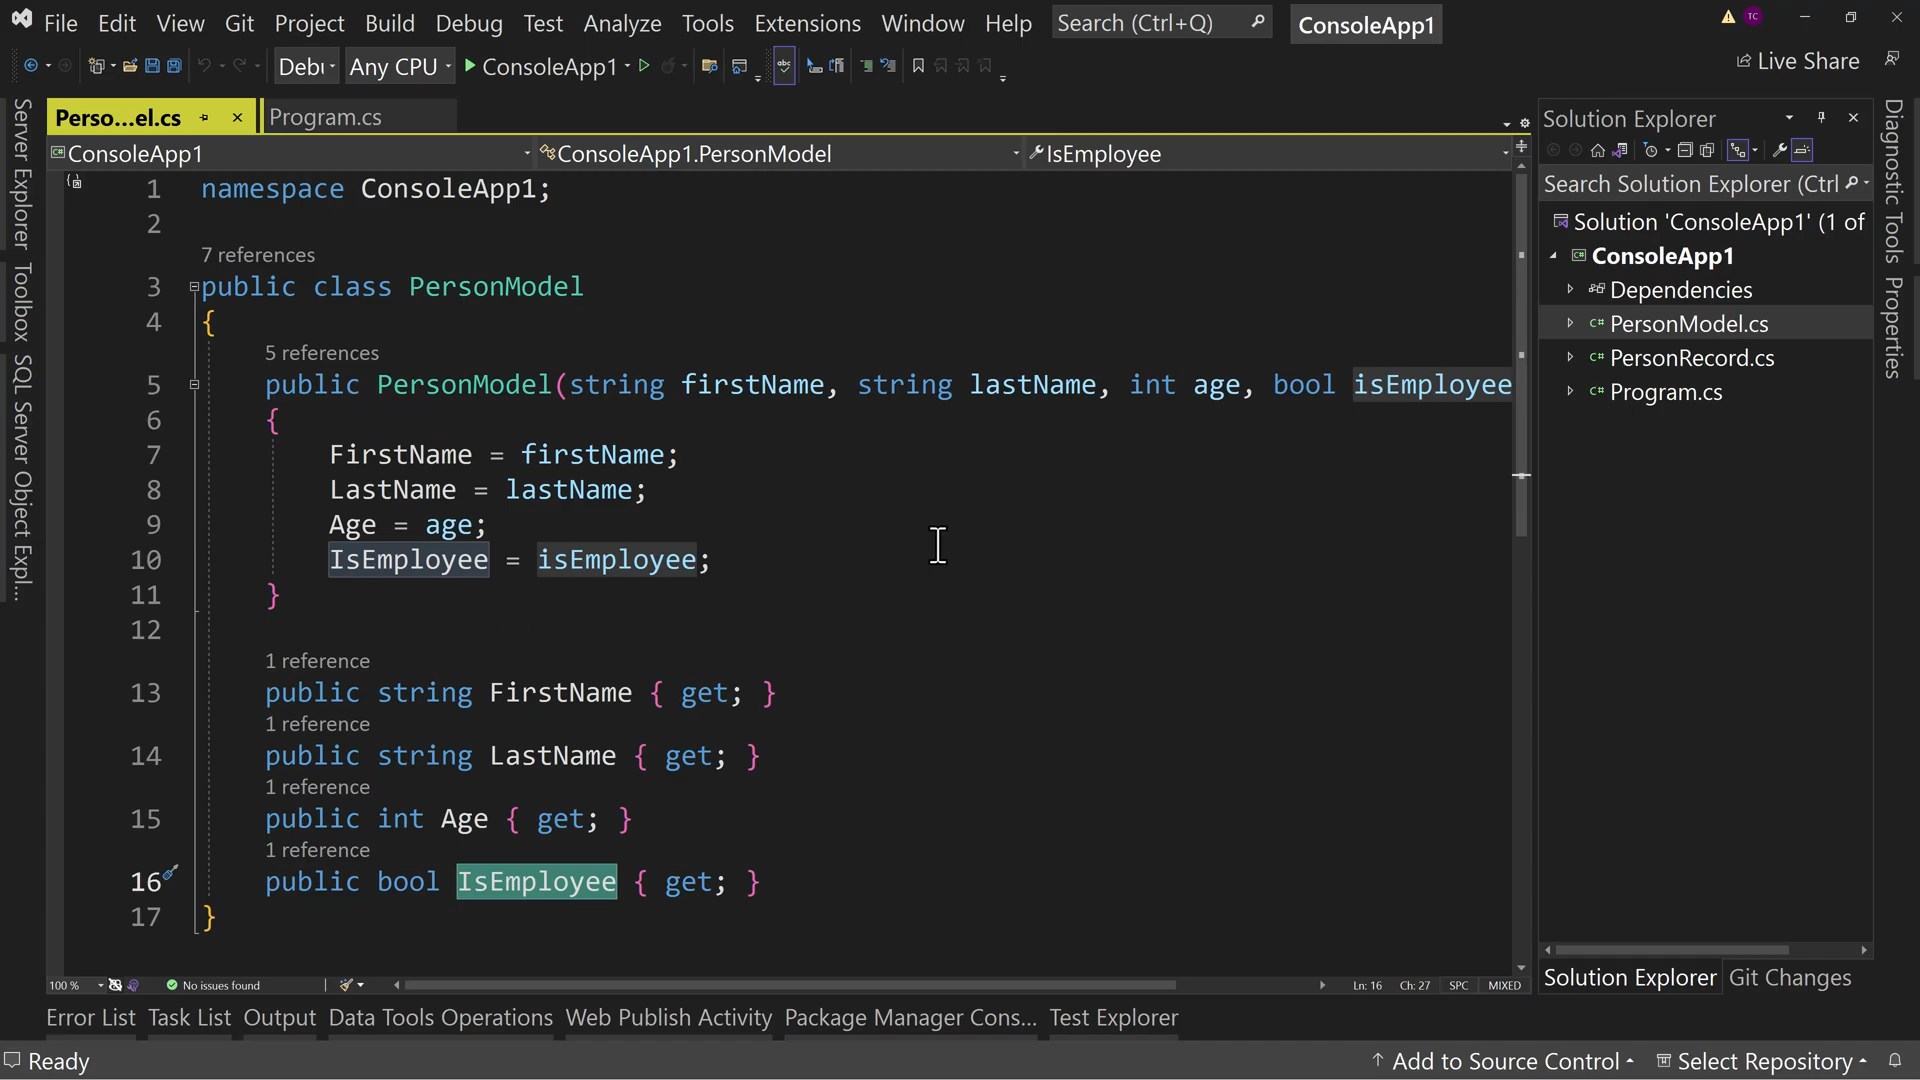 File Edit View Git Project Build Debug Test Analyze Tools Extensions Window Help Search (Ctrl+Q) ConsoleApp1
TC
Any CPU ConsoleApp1 Live Share
Perso...el.cs Program.cs
ConsoleApp1 ConsoleApp1.PersonModel IsEmployee
1 namespace ConsoleApp1;
2
7 references
3 public class PersonModel
4 {
5 references
5 public PersonModel(string firstName, string lastName, int age, bool isEmployee
6 {
7 FirstName = firstName;
8 LastName = lastName;
9 Age = age;
10 IsEmployee = isEmployee;
11 }
12
1 reference
13 public string FirstName { get; }
1 reference
14 public string LastName { get; }
1 reference
15 public int Age { get; }
1 reference
16 public bool IsEmployee { get; }
17 }
100 % No issues found Ln: 16 Ch: 27 SPC MIXED
Server Explorer
Toolbox
SQL Server Object Expl...
Solution Explorer
Search Solution Explorer (Ctrl
Solution 'ConsoleApp1' (1 of
ConsoleApp1
Dependencies
C# PersonModel.cs
C# PersonRecord.cs
C# Program.cs
Solution Explorer Git Changes
Diagnostic Tools
Properties
Error List Task List Output Data Tools Operations Web Publish Activity Package Manager Cons... Test Explorer
Ready Add to Source Control Select Repository